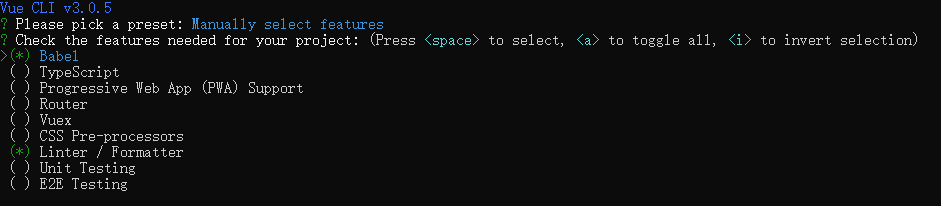 Vue CLI v3.0.5
? Please pick a preset: Manually select features
? Check the features needed for your project: (Press <space> to select, <a> to toggle all, <i> to invert selection)
>(*) Babel
( ) TypeScript
( ) Progressive Web App (PWA) Support
( ) Router
( ) Vuex
( ) CSS Pre-processors
(*) Linter / Formatter
( ) Unit Testing
( ) E2E Testing